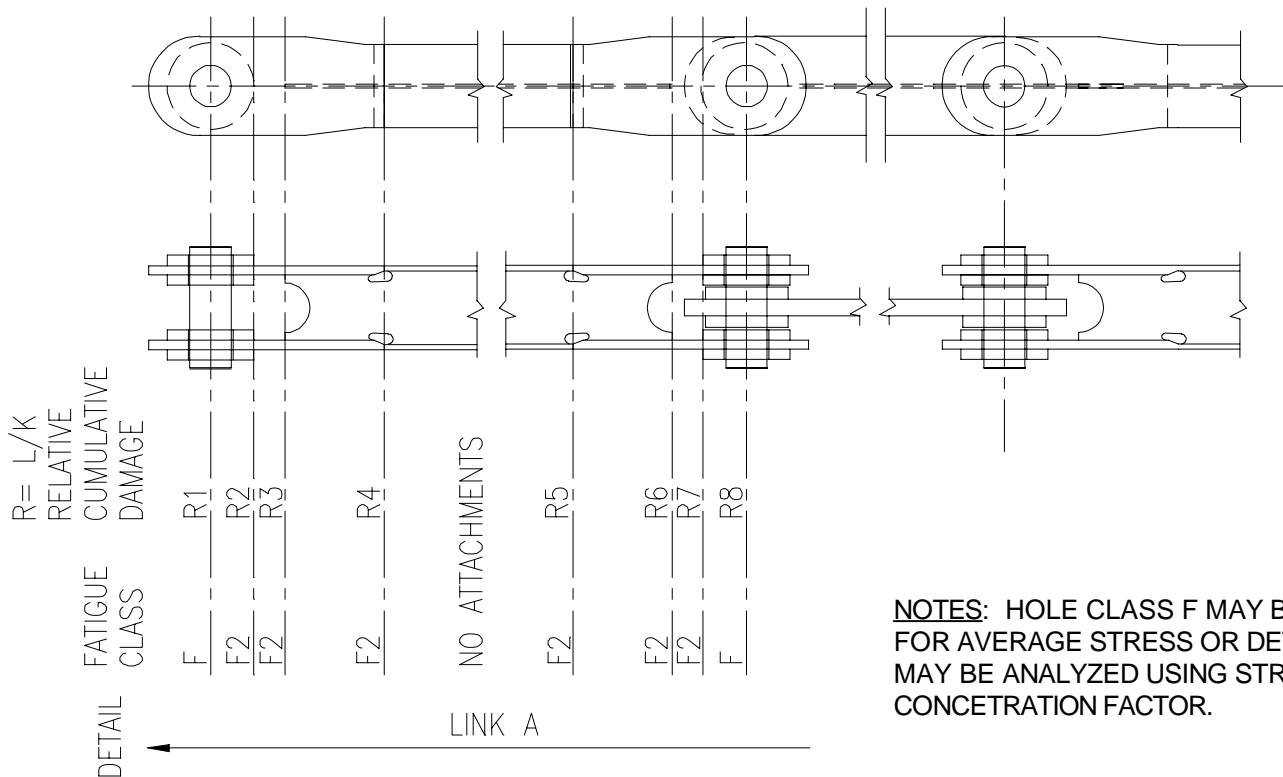 R= L/K
RELATIVE
CUMULATIVE
DAMAGE
R1
R2
R3
R4
NO ATTACHMENTS
R5
R6
R7
R8
FATIGUE
CLASS
F
F2
F2
F2
F2
F2
F2
F
DETAIL
LINK A
NOTES: HOLE CLASS F MAY B
FOR AVERAGE STRESS OR DE
MAY BE ANALYZED USING STR
CONCETRATION FACTOR.